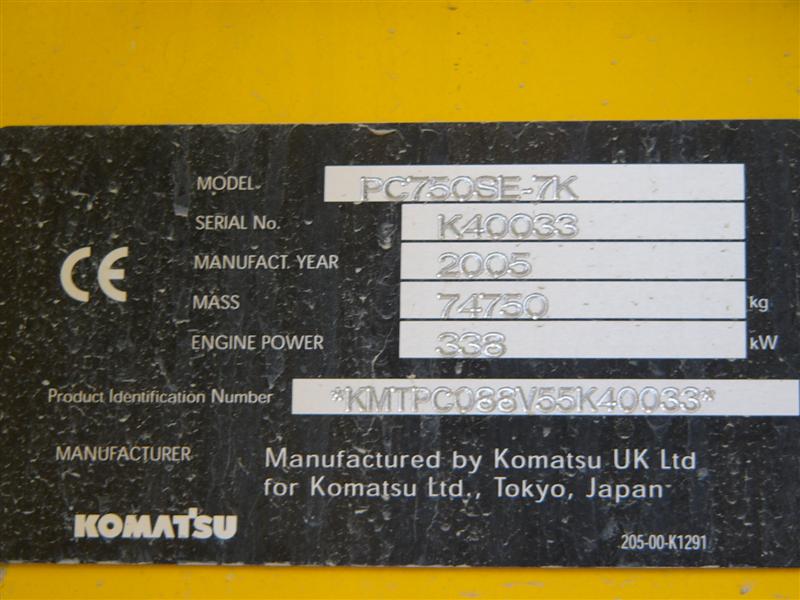 MODEL PC750SE-7K
SERIAL No. K40033
CE MANUFACT. YEAR 2005
MASS 74750 kg
ENGINE POWER 338 kW
Product Identification Number *KMTPC088V55K40033*
MANUFACTURER Manufactured by Komatsu UK Ltd
for Komatsu Ltd., Tokyo, Japan
KOMATSU 205-00-K1291